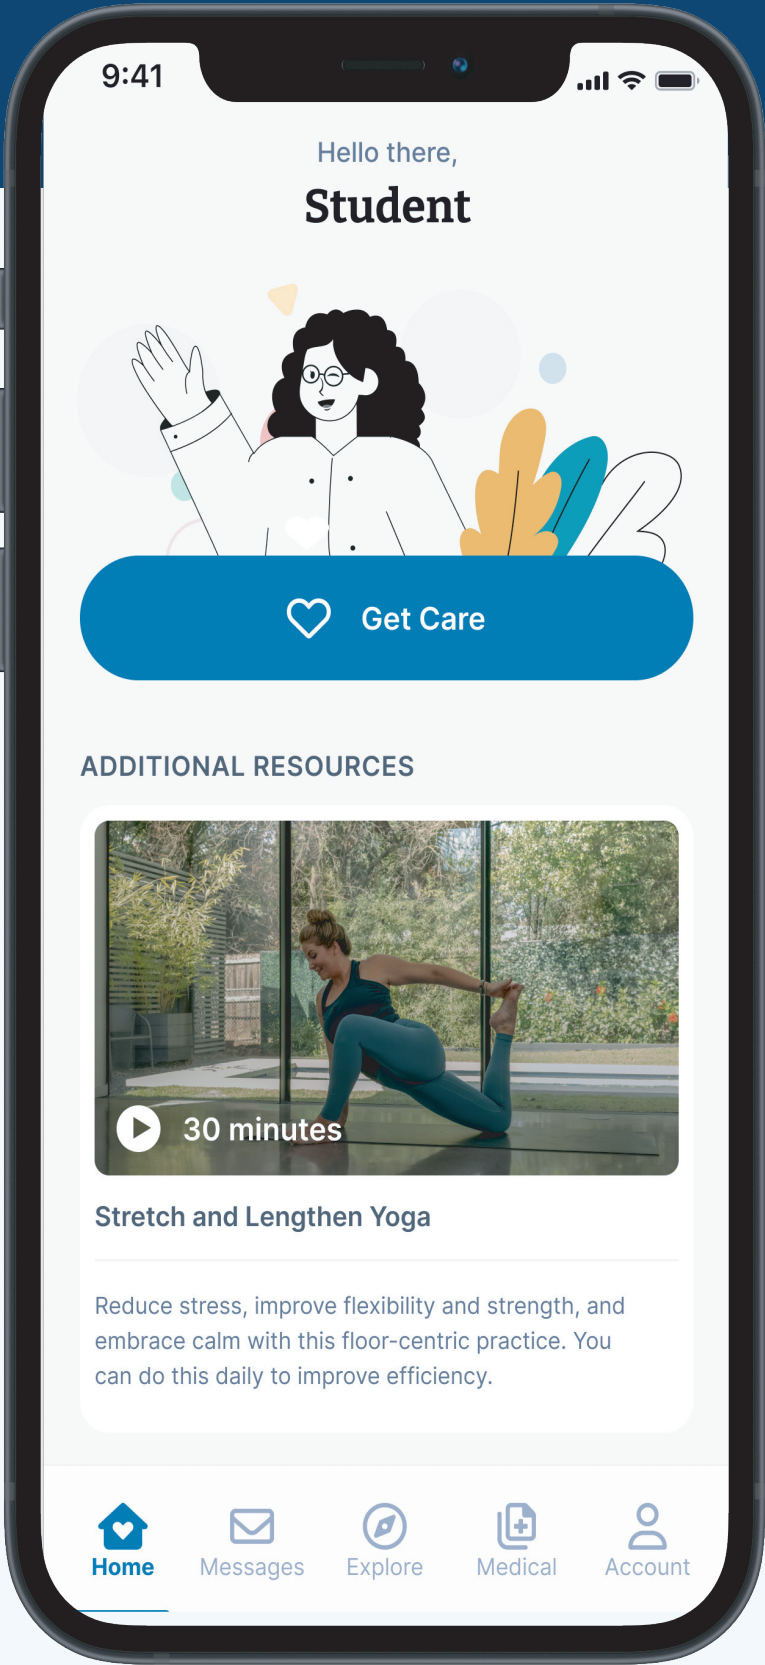 9:41
Hello there,
Student
Get Care
ADDITIONAL RESOURCES
30 minutes
Stretch and Lengthen Yoga
Reduce stress, improve flexibility and strength, and
embrace calm with this floor-centric practice. You
can do this daily to improve efficiency.
Home Messages Explore Medical Account